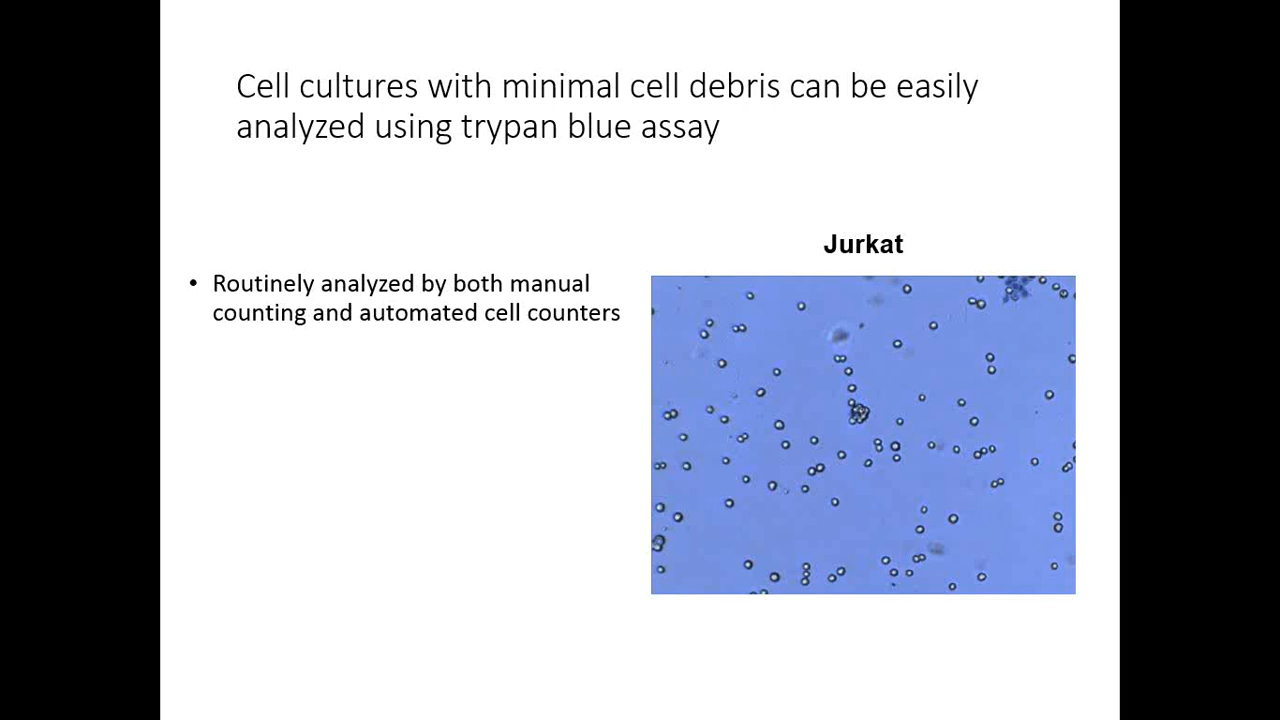 Cell cultures with minimal cell debris can be easily
analyzed using trypan blue assay
Jurkat
• Routinely analyzed by both manual
counting and automated cell counters